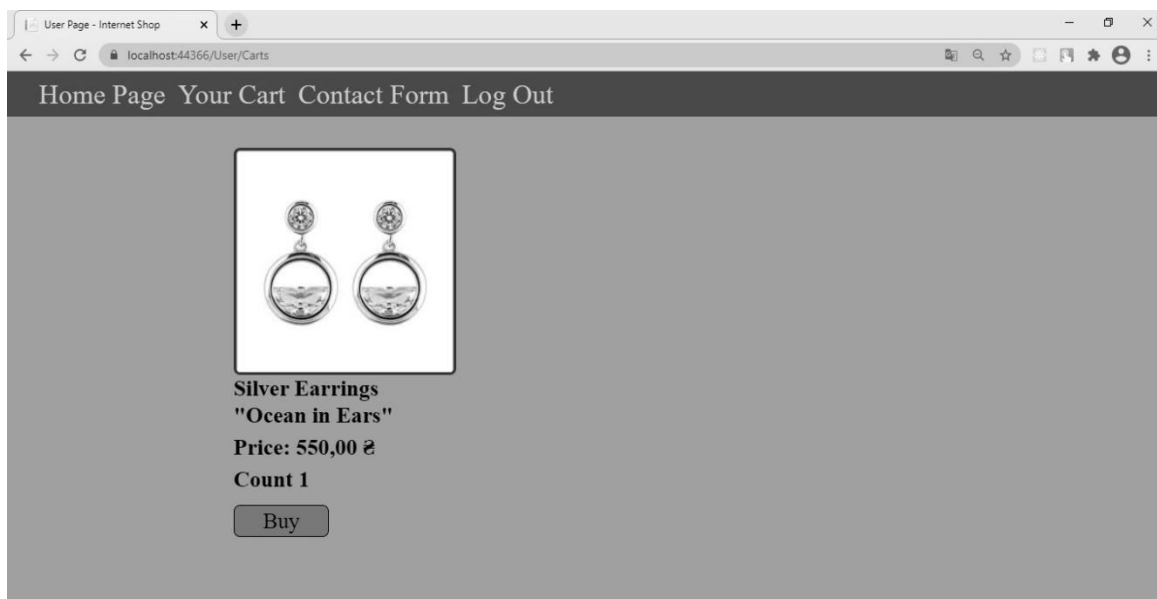 User Page - Internet Shop
localhost:44366/User/Carts
Home Page Your Cart Contact Form Log Out
Silver Earrings
"Ocean in Ears"
Price: 550,00 ₴
Count 1
Buy